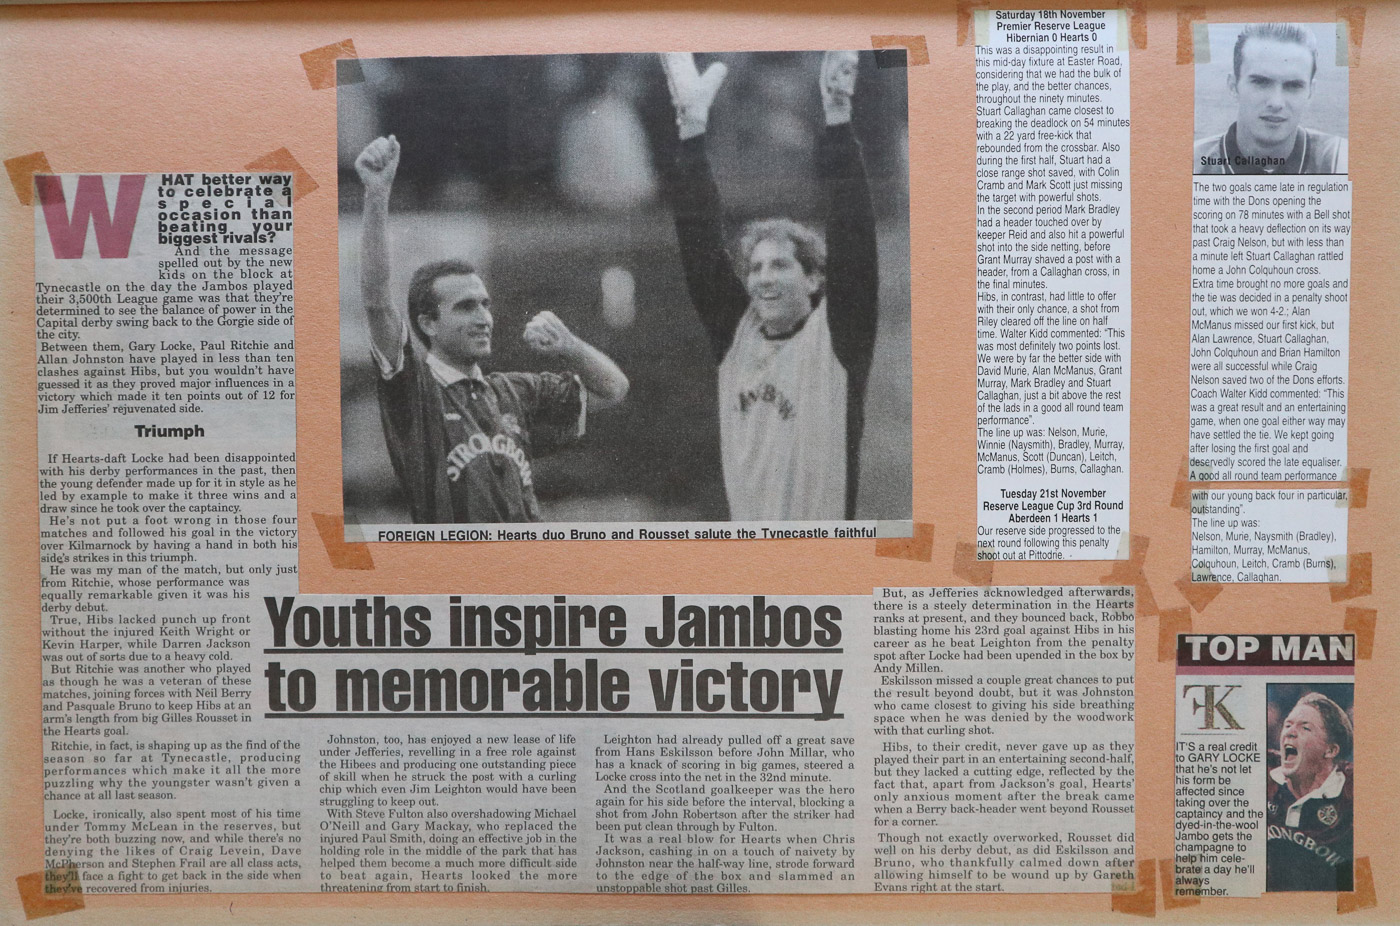 WHAT better way
to celebrate a
special
occasion than
beating your
biggest rivals?
And the message
spelled out by the new
kids on the block at
Tynecastle on the day the Jambos played
their 3,500th League game was that they're
determined to see the balance of power in the
Capital derby swing back to the Gorgie side of
the city.
Between them, Gary Locke, Paul Ritchie and
Allan Johnston have played in less than ten
clashes against Hibs, but you wouldn't have
guessed it as they proved major influences in a
victory which made it ten points out of 12 for
Jim Jefferies' rejuvenated side.
Triumph
If Hearts-daft Locke had been disappointed
with his derby performances in the past, then
the young defender made up for it in style as he
led by example to make it three wins and a
draw since he took over the captaincy.
He's not put a foot wrong in those four
matches and followed his goal in the victory
over Kilmarnock by having a hand in both his
side's strikes in this triumph.
He was my man of the match, but only just
from Ritchie, whose performance was
equally remarkable given it was his
derby debut.
True, Hibs lacked punch up front
without the injured Keith Wright or
Kevin Harper, while Darren Jackson
was out of sorts due to a heavy cold.
But Ritchie was another who played
as though he was a veteran of these
matches, joining forces with Neil Berry
and Pasquale Bruno to keep Hibs at an
arm's length from big Gilles Rousset in
the Hearts goal.
Ritchie, in fact, is shaping up as the find of the
season so far at Tynecastle, producing
performances which make it all the more
puzzling why the youngster wasn't given a
chance at all last season.
Locke, ironically, also spent most of his time
under Tommy McLean in the reserves, but
they're both buzzing now, and while there's no
denying the likes of Craig Levein, Dave
McPherson and Stephen Frail are all class acts,
they'll face a fight to get back in the side when
they've recovered from injuries.
STRONGBOW
FOREIGN LEGION: Hearts duo Bruno and Rousset salute the Tynecastle faithful
Youths inspire Jambos
to memorable victory
Johnston, too, has enjoyed a new lease of life
under Jefferies, revelling in a free role against
the Hibees and producing one outstanding piece
of skill when he struck the post with a curling
chip which even Jim Leighton would have been
struggling to keep out.
With Steve Fulton also overshadowing Michael
O'Neill and Gary Mackay, who replaced the
injured Paul Smith, doing an effective job in the
holding role in the middle of the park that has
helped them become a much more difficult side
to beat again, Hearts looked the more
threatening from start to finish.
Leighton had already pulled off a great save
from Hans Eskilsson before John Millar, who
has a knack of scoring in big games, steered a
Locke cross into the net in the 32nd minute.
And the Scotland goalkeeper was the hero
again for his side before the interval, blocking a
shot from John Robertson after the striker had
been put clean through by Fulton.
It was a real blow for Hearts when Chris
Jackson, cashing in on a touch of naivety by
Johnston near the half-way line, strode forward
to the edge of the box and slammed an
unstoppable shot past Gilles.
But, as Jefferies acknowledged afterwards,
there is a steely determination in the Hearts
ranks at present, and they bounced back, Robbo
blasting home his 23rd goal against Hibs in his
career as he beat Leighton from the penalty
spot after Locke had been upended in the box by
Andy Millen.
Eskilsson missed a couple great chances to put
the result beyond doubt, but it was Johnston
who came closest to giving his side breathing
space when he was denied by the woodwork
with that curling shot.
Hibs, to their credit, never gave up as they
played their part in an entertaining second-half,
but they lacked a cutting edge, reflected by the
fact that, apart from Jackson's goal, Hearts'
only anxious moment after the break came
when a Berry back-header went beyond Rousset
for a corner.
Though not exactly overworked, Rousset did
well on his derby debut, as did Eskilsson and
Bruno, who thankfully calmed down after
allowing himself to be wound up by Gareth
Evans right at the start.
Saturday 18th November
Premier Reserve League
Hibernian 0 Hearts 0
This was a disappointing result in
this mid-day fixture at Easter Road,
considering that we had the bulk of
the play, and the better chances,
throughout the ninety minutes.
Stuart Callaghan came closest to
breaking the deadlock on 54 minutes
with a 22 yard free-kick that
rebounded from the crossbar. Also
during the first half, Stuart had a
close range shot saved, with Colin
Cramb and Mark Scott just missing
the target with powerful shots.
In the second period Mark Bradley
had a header touched over by
keeper Reid and also hit a powerful
shot into the side netting, before
Grant Murray shaved a post with a
header, from a Callaghan cross, in
the final minutes.
Hibs, in contrast, had little to offer
with their only chance, a shot from
Riley cleared off the line on half
time. Walter Kidd commented: "This
was most definitely two points lost.
We were by far the better side with
David Murie, Alan McManus, Grant
Murray, Mark Bradley and Stuart
Callaghan, just a bit above the rest
of the lads in a good all round team
performance".
The line up was: Nelson, Murie,
Winnie (Naysmith), Bradley, Murray,
McManus, Scott (Duncan), Leitch,
Cramb (Holmes), Burns, Callaghan.
Tuesday 21st November
Reserve League Cup 3rd Round
Aberdeen 1 Hearts 1
Our reserve side progressed to the
next round following this penalty
shoot out at Pittodrie.
Stuart Callaghan
The two goals came late in regulation
time with the Dons opening the
scoring on 78 minutes with a Bell shot
that took a heavy deflection on its way
past Craig Nelson, but with less than
a minute left Stuart Callaghan rattled
home a John Colquhoun cross.
Extra time brought no more goals and
the tie was decided in a penalty shoot
out, which we won 4-2.; Alan
McManus missed our first kick, but
Alan Lawrence, Stuart Callaghan,
John Colquhoun and Brian Hamilton
were all successful while Craig
Nelson saved two of the Dons efforts.
Coach Walter Kidd commented: "This
was a great result and an entertaining
game, when one goal either way may
have settled the tie. We kept going
after losing the first goal and
deservedly scored the late equaliser.
A good all round team performance
with our young back four in particular,
outstanding".
The line up was:
Nelson, Murie, Naysmith (Bradley),
Hamilton, Murray, McManus,
Colquhoun, Leitch, Cramb (Burns),
Lawrence, Callaghan.
TOP MAN
FK
IT'S a real credit
to GARY LOCKE
that he's not let
his form be
affected since
taking over the
captaincy and the
dyed-in-the-wool
Jambo gets the
champagne to
help him cele-
brate a day he'll
always
remember.
ONGBOW